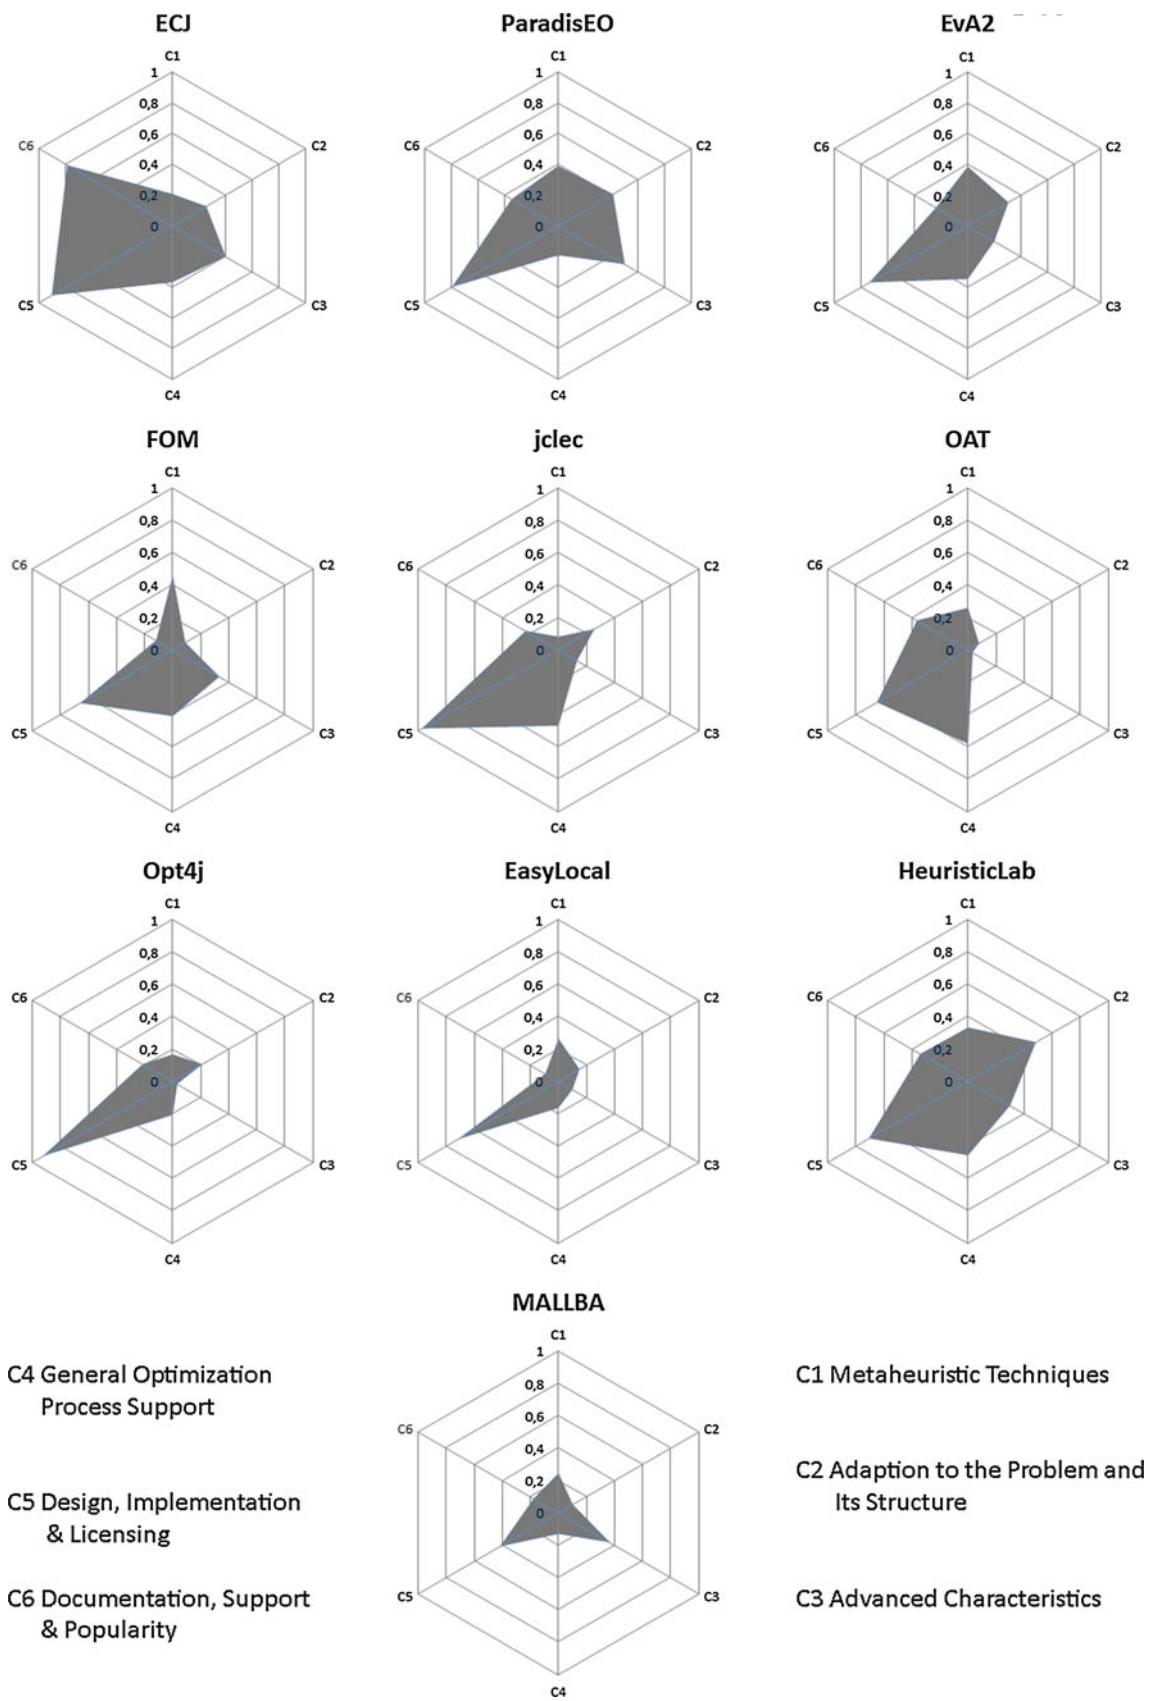 ECJ
C1
1
0,8
0,6
0,4
0,2
0
C6
C2
C5
C3
C4
ParadisEO
C1
1
0,8
0,6
0,4
0,2
0
C6
C2
C5
C3
C4
EvA2
C1
1
0,8
0,6
0,4
0,2
0
C6
C2
C5
C3
C4
FOM
C1
1
0,8
0,6
0,4
0,2
0
C6
C2
C5
C3
C4
jclec
C1
1
0,8
0,6
0,4
0,2
0
C6
C2
C5
C3
C4
OAT
C1
1
0,8
0,6
0,4
0,2
0
C6
C2
C5
C3
C4
Opt4j
C1
1
0,8
0,6
0,4
0,2
0
C6
C2
C5
C3
C4
EasyLocal
C1
1
0,8
0,6
0,4
0,2
0
C6
C2
C5
C3
C4
HeuristicLab
C1
1
0,8
0,6
0,4
0,2
0
C6
C2
C5
C3
C4
MALLBA
C1
1
0,8
0,6
0,4
0,2
0
C6
C2
C5
C3
C4
C4 General Optimization
Process Support
C5 Design, Implementation
& Licensing
C6 Documentation, Support
& Popularity
C1 Metaheuristic Techniques
C2 Adaption to the Problem and
Its Structure
C3 Advanced Characteristics